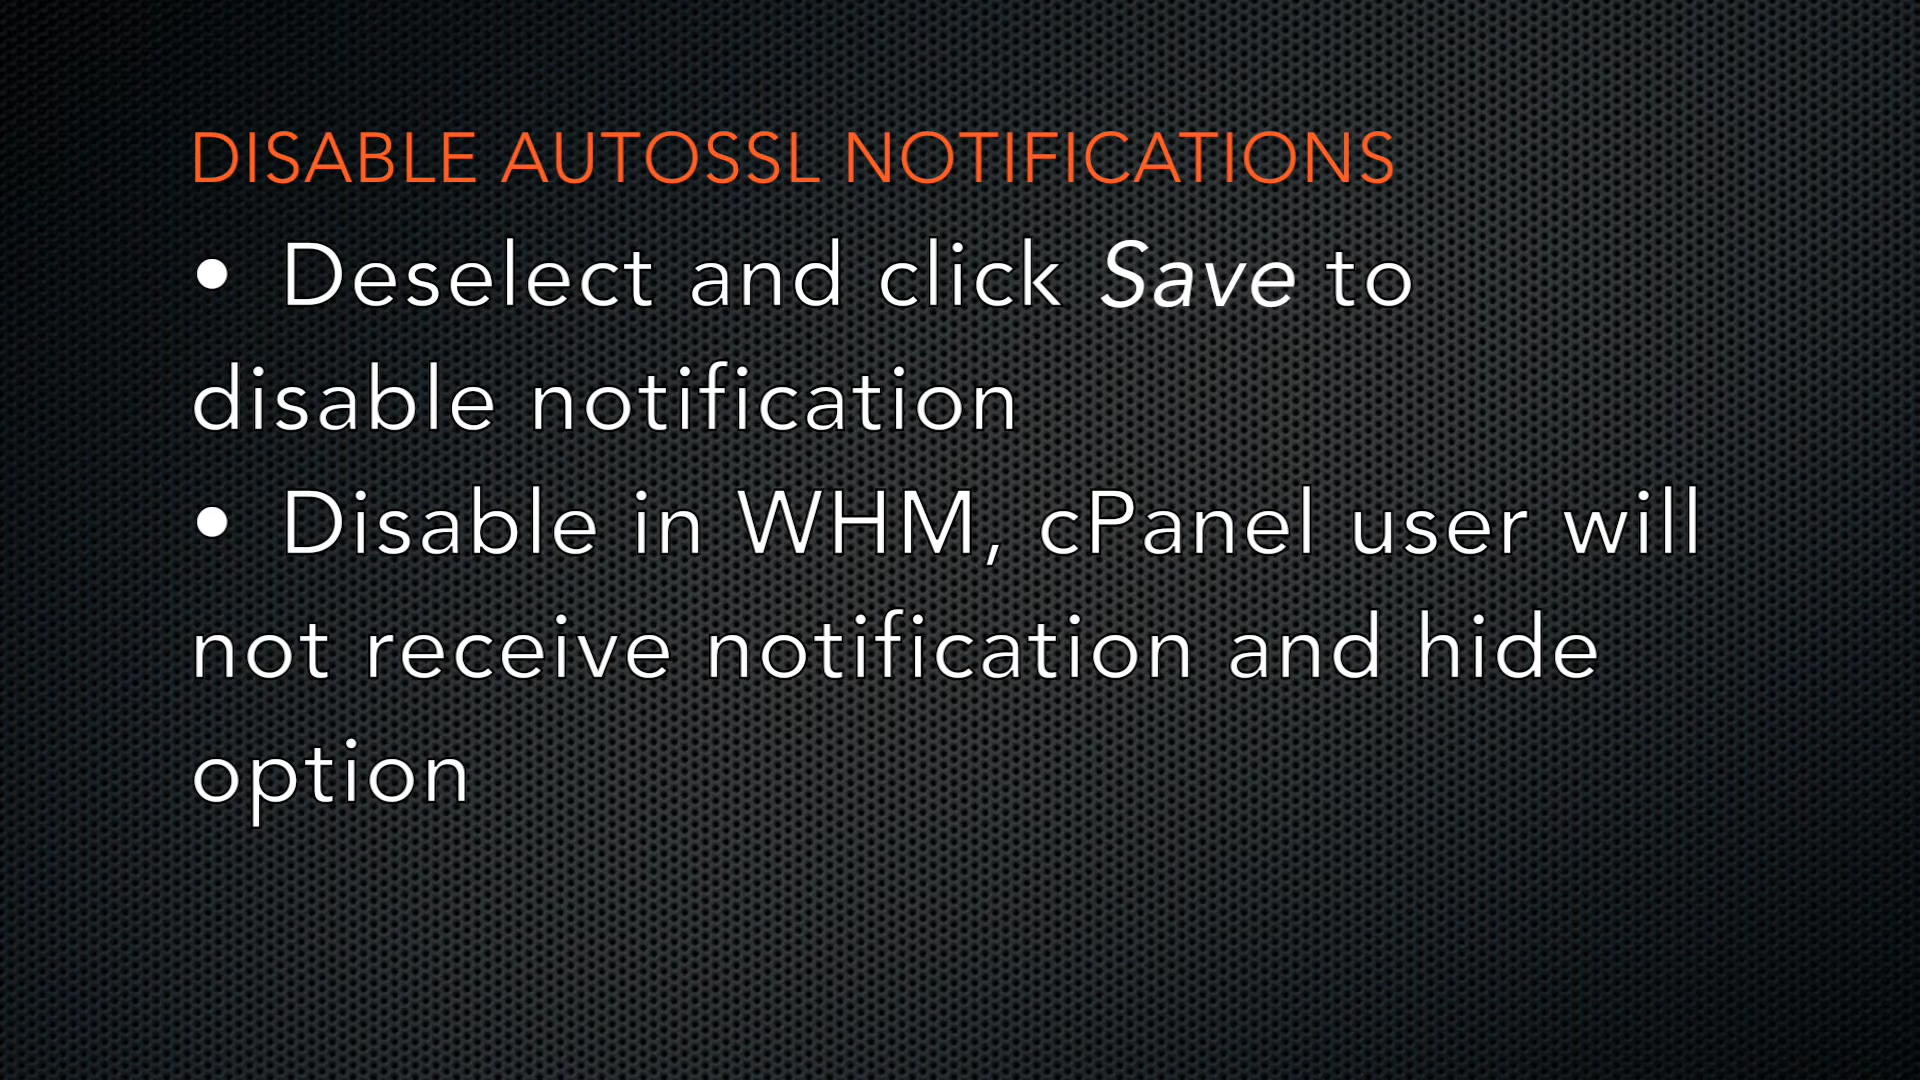 DISABLE AUTOSSL NOTIFICATIONS
• Deselect and click Save to
disable notification
• Disable in WHM, cPanel user will
not receive notification and hide
option